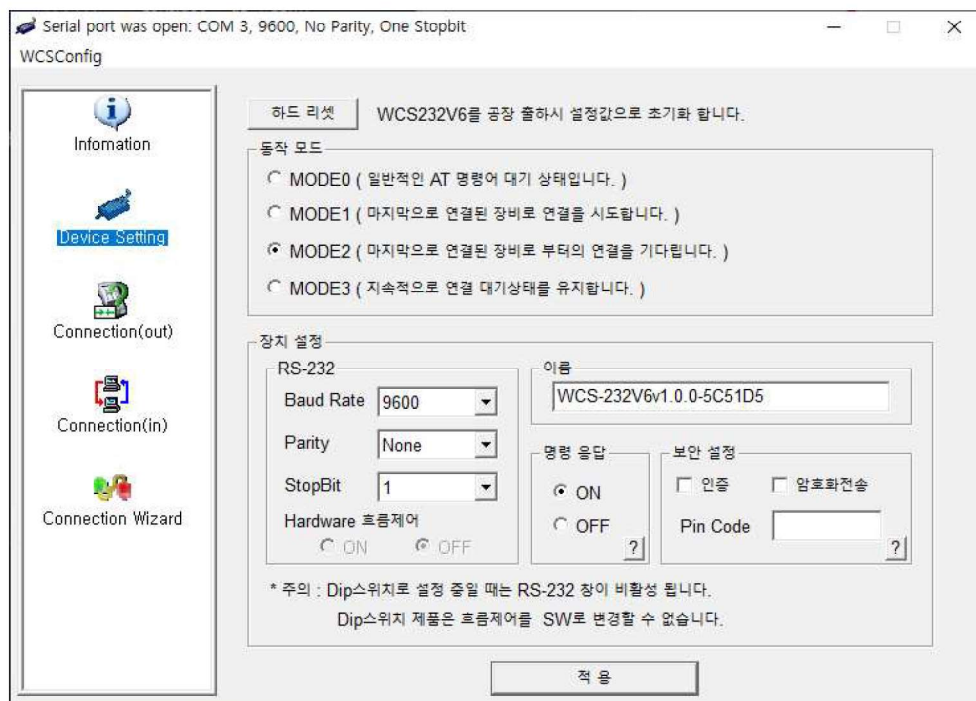 Serial port was open: COM 3, 9600, No Parity, One Stopbit
WCSConfig
Infomation
Device Setting
Connection(out)
Connection(in)
Connection Wizard
하드 리셋 WCS232V6를 공장 출하시 설정값으로 초기화 합니다.
동작 모드
MODE0 ( 일반적인 AT 명령어 대기 상태입니다. )
MODE1 ( 마지막으로 연결된 장비로 연결을 시도합니다. )
MODE2 ( 마지막으로 연결된 장비로 부터의 연결을 기다립니다. )
MODE3 ( 지속적으로 연결 대기상태를 유지합니다. )
장치 설정
RS-232
Baud Rate 9600
Parity None
StopBit 1
Hardware 흐름제어
ON OFF
이름
WCS-232V6v1.0.0-5C51D5
명령 응답
ON
OFF
?
보안 설정
인증 암호화전송
Pin Code
?
* 주의 : Dip스위치로 설정 중일 때는 RS-232 창이 비활성 됩니다.
Dip스위치 제품은 흐름제어를 SW로 변경할 수 없습니다.
적 용